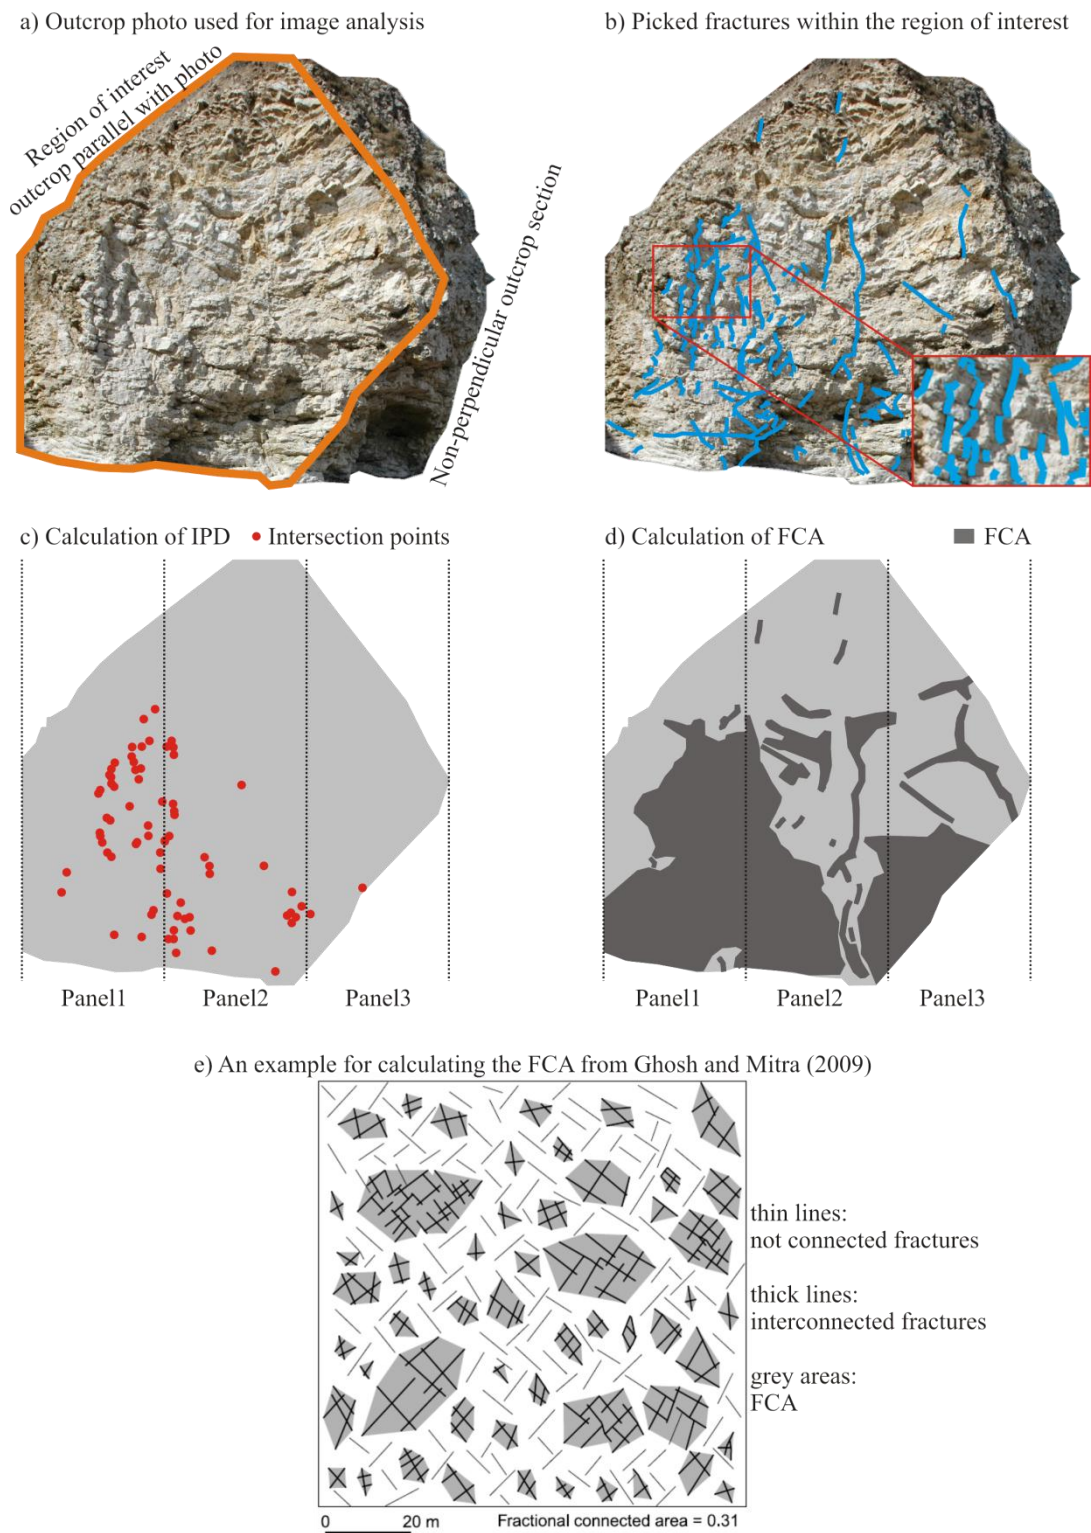 a) Outcrop photo used for image analysis
b) Picked fractures within the region of interest
Region of interest
outcrop parallel with photo
Non-perpendicular outcrop section
c) Calculation of IPD
Intersection points
d) Calculation of FCA
FCA
Panel1
Panel2
Panel3
Panel1
Panel2
Panel3
e) An example for calculating the FCA from Ghosh and Mitra (2009)
thin lines:
not connected fractures
thick lines:
interconnected fractures
grey areas:
FCA
0 20 m
Fractional connected area = 0.31